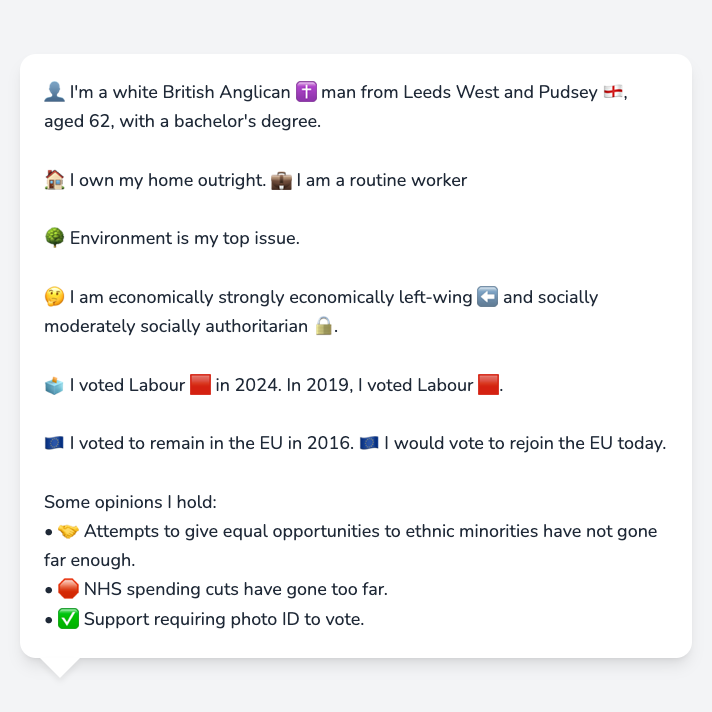 👤 I'm a white British Anglican ✝️ man from Leeds West and Pudsey 🏴󠁧󠁢󠁥󠁮󠁧󠁿,
aged 62, with a bachelor's degree.
🏠 I own my home outright. 💼 I am a routine worker
🌳 Environment is my top issue.
🤔 I am economically strongly economically left-wing ⬅️ and socially
moderately socially authoritarian 🔒.
🗳️ I voted Labour 🟥 in 2024. In 2019, I voted Labour 🟥.
🇪🇺 I voted to remain in the EU in 2016. 🇪🇺 I would vote to rejoin the EU today.
Some opinions I hold:
• 🤝 Attempts to give equal opportunities to ethnic minorities have not gone
far enough.
• 🛑 NHS spending cuts have gone too far.
• ✅ Support requiring photo ID to vote.